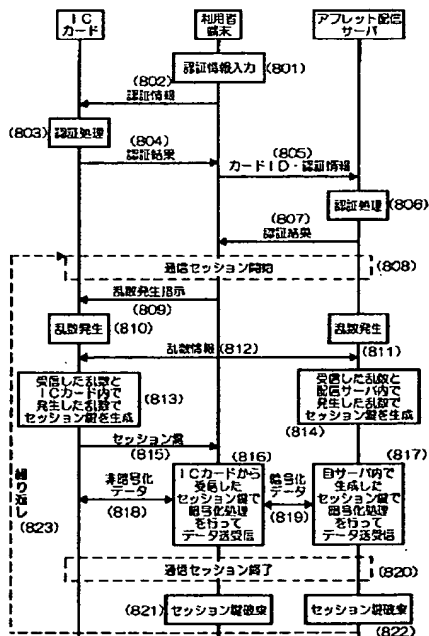 ICカード
利用者端末
アプレット配信サーバ
認証情報入力
(801)
(802)
認証情報
(803)
認証処理
(804)
認証結果
(805)
カードID・認証情報
認証処理
(806)
(807)
認証結果
通信セッション開始
(808)
乱数発生指示
(809)
乱数発生
(810)
乱数発生
(811)
乱数情報
(812)
受信した乱数と
ICカード内で
発生した乱数で
セッション鍵を生成
(813)
受信した乱数と
配信サーバ内で
発生した乱数で
セッション鍵を生成
(814)
セッション鍵
(815)
(816)
(817)
非暗号化
データ
(818)
ICカードから
受信した
セッション鍵で
暗号化処理
を行って
データ送受信
暗号化
データ
(819)
自サーバ内で
生成した
セッション鍵で
暗号化処理
を行って
データ送受信
繰り返し
(823)
通信セッション終了
(820)
(821)
セッション鍵破棄
セッション鍵破棄
(822)